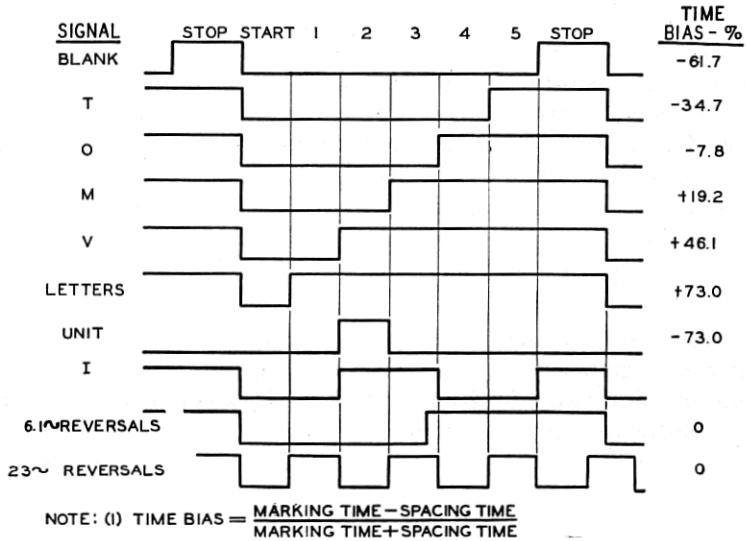 SIGNAL STOP START 1 2 3 4 5 STOP TIME BIAS - %
BLANK -61.7
T -34.7
O -7.8
M +19.2
V +46.1
LETTERS +73.0
UNIT -73.0
I
6.1~REVERSALS 0
23~ REVERSALS 0
NOTE: (1) TIME BIAS = MARKING TIME-SPACING TIME
MARKING TIME+SPACING TIME